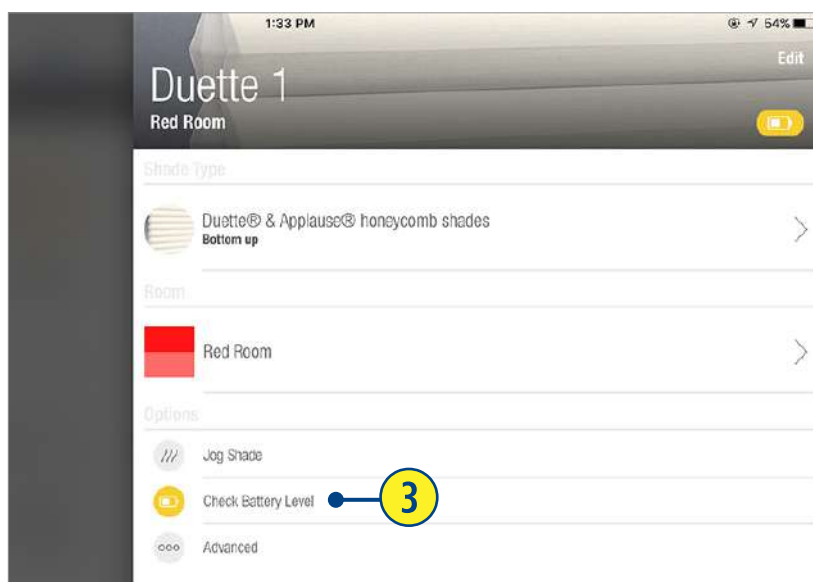 1:33 PM
54%
Duette 1
Edit
Red Room
Shade Type
Duette® & Applause® honeycomb shades
Bottom up
Room
Red Room
Options
Jog Shade
Check Battery Level
3
Advanced